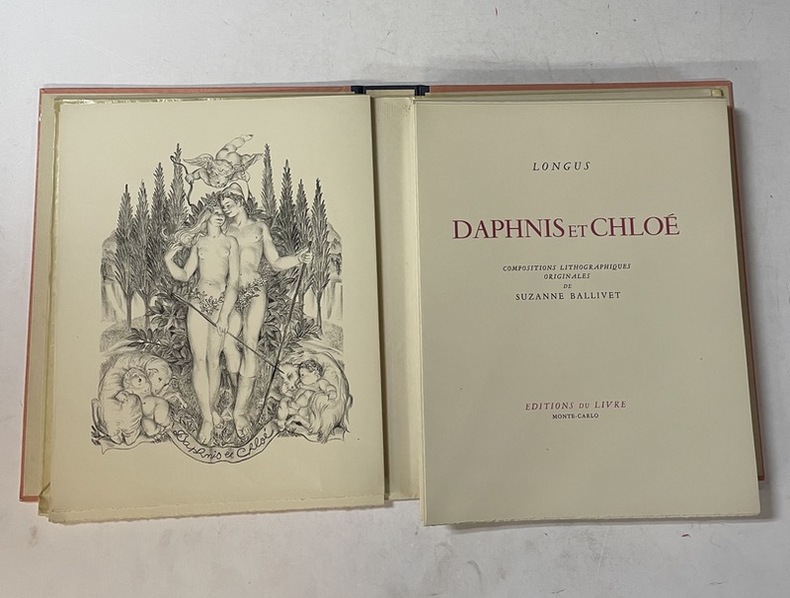 Daphnis et Chloé
LONGUS
DAPHNIS ET CHLOÉ
COMPOSITIONS LITHOGRAPHIQUES
ORIGINALES
DE
SUZANNE BALLIVET
EDITIONS DU LIVRE
MONTE-CARLO